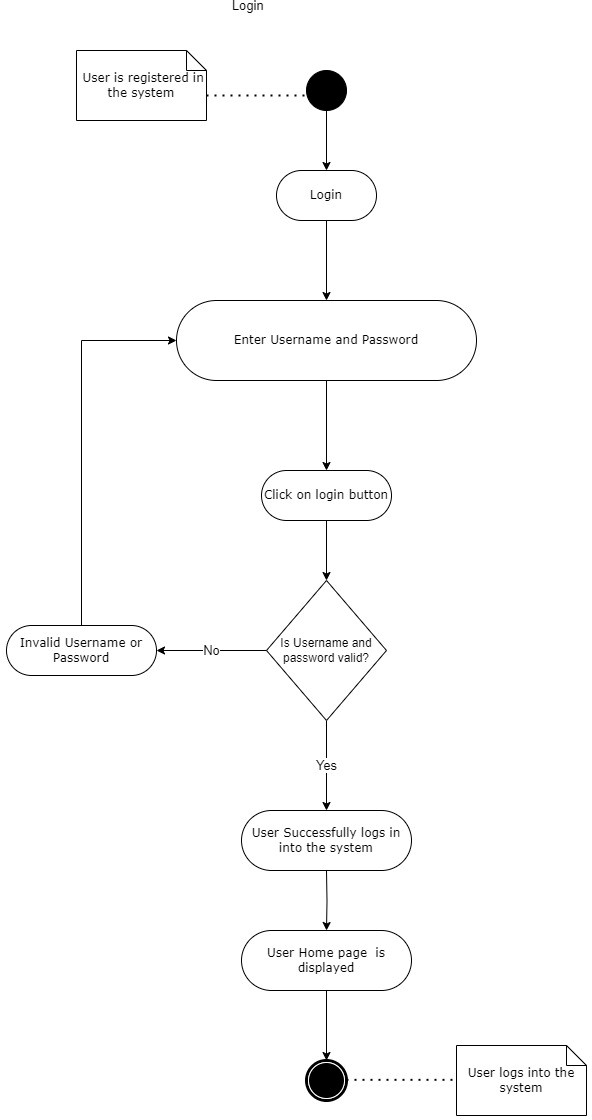 Login
User is registered in
the system
Login
Enter Username and Password
Click on login button
Is Username and
password valid?
No
Invalid Username or
Password
Yes
User Successfully logs in
into the system
User Home page is
displayed
User logs into the
system